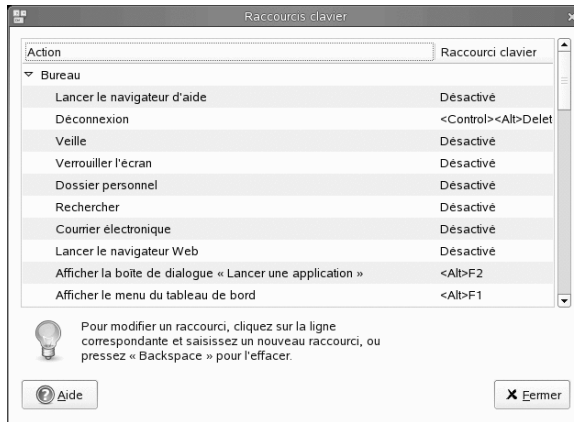 Raccourcis clavier
Action Raccourci clavier
Bureau
Lancer le navigateur d'aide Désactivé
Déconnexion <Control><Alt>Delet
Veille Désactivé
Verrouiller l'écran Désactivé
Dossier personnel Désactivé
Rechercher Désactivé
Courrier électronique Désactivé
Lancer le navigateur Web Désactivé
Afficher la boîte de dialogue « Lancer une application » <Alt>F2
Afficher le menu du tableau de bord <Alt>F1
Pour modifier un raccourci, cliquez sur la ligne
correspondante et saisissez un nouveau raccourci, ou
pressez « Backspace » pour l'effacer.
Aide Fermer